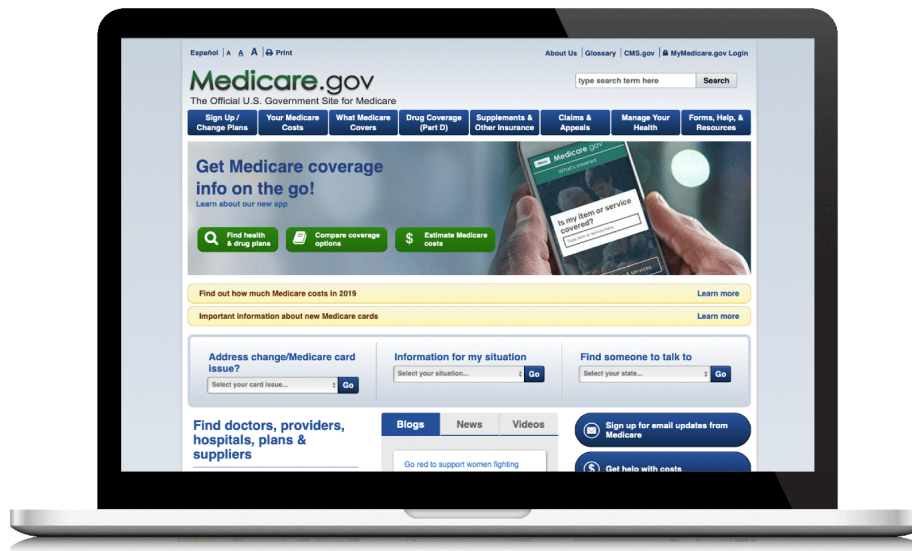 Español A A A Print
About Us Glossary CMS.gov MyMedicare.gov Login
Medicare.gov
The Official U.S. Government Site for Medicare
type search term here Search
Sign Up /
Change Plans
Your Medicare
Costs
What Medicare
Covers
Drug Coverage
(Part D)
Supplements &
Other Insurance
Claims &
Appeals
Manage Your
Health
Forms, Help, &
Resources
Get Medicare coverage
info on the go!
Learn about our new app
Find health
& drug plans
Compare coverage
options
$ Estimate Medicare
costs
Menu Medicare.gov
What's covered
Is my item or service
covered?
Type item or service here
& services
Find out how much Medicare costs in 2019 Learn more
Important information about new Medicare cards Learn more
Address change/Medicare card
issue?
Select your card issue... Go
Information for my situation
Select your situation... Go
Find someone to talk to
Select your state... Go
Find doctors, providers,
hospitals, plans &
suppliers
Blogs News Videos
Go red to support women fighting
Sign up for email updates from
Medicare
$ Get help with costs